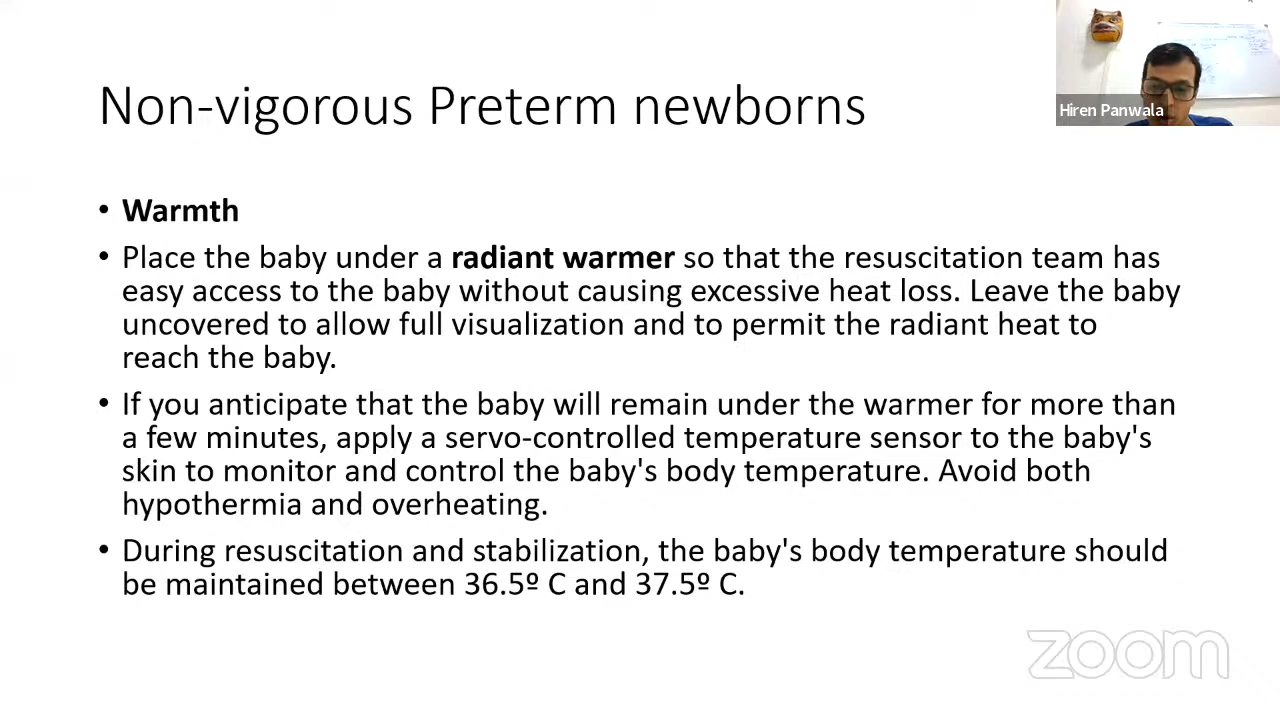 Non-vigorous Preterm newborns
Hiren Panwala
• Warmth
• Place the baby under a radiant warmer so that the resuscitation team has
easy access to the baby without causing excessive heat loss. Leave the baby
uncovered to allow full visualization and to permit the radiant heat to
reach the baby.
• If you anticipate that the baby will remain under the warmer for more than
a few minutes, apply a servo-controlled temperature sensor to the baby's
skin to monitor and control the baby's body temperature. Avoid both
hypothermia and overheating.
• During resuscitation and stabilization, the baby's body temperature should
be maintained between 36.5º C and 37.5º C.
zoom